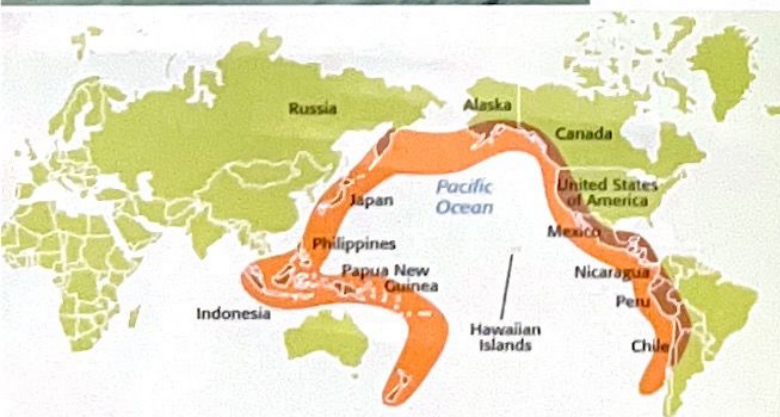 Russia
Alaska
Canada
Pacific
Ocean
United States
of America
Japan
Mexico
Philippines
Papua New
Guinea
Nicaragua
Peru
Indonesia
Hawaiian
Islands
Chile